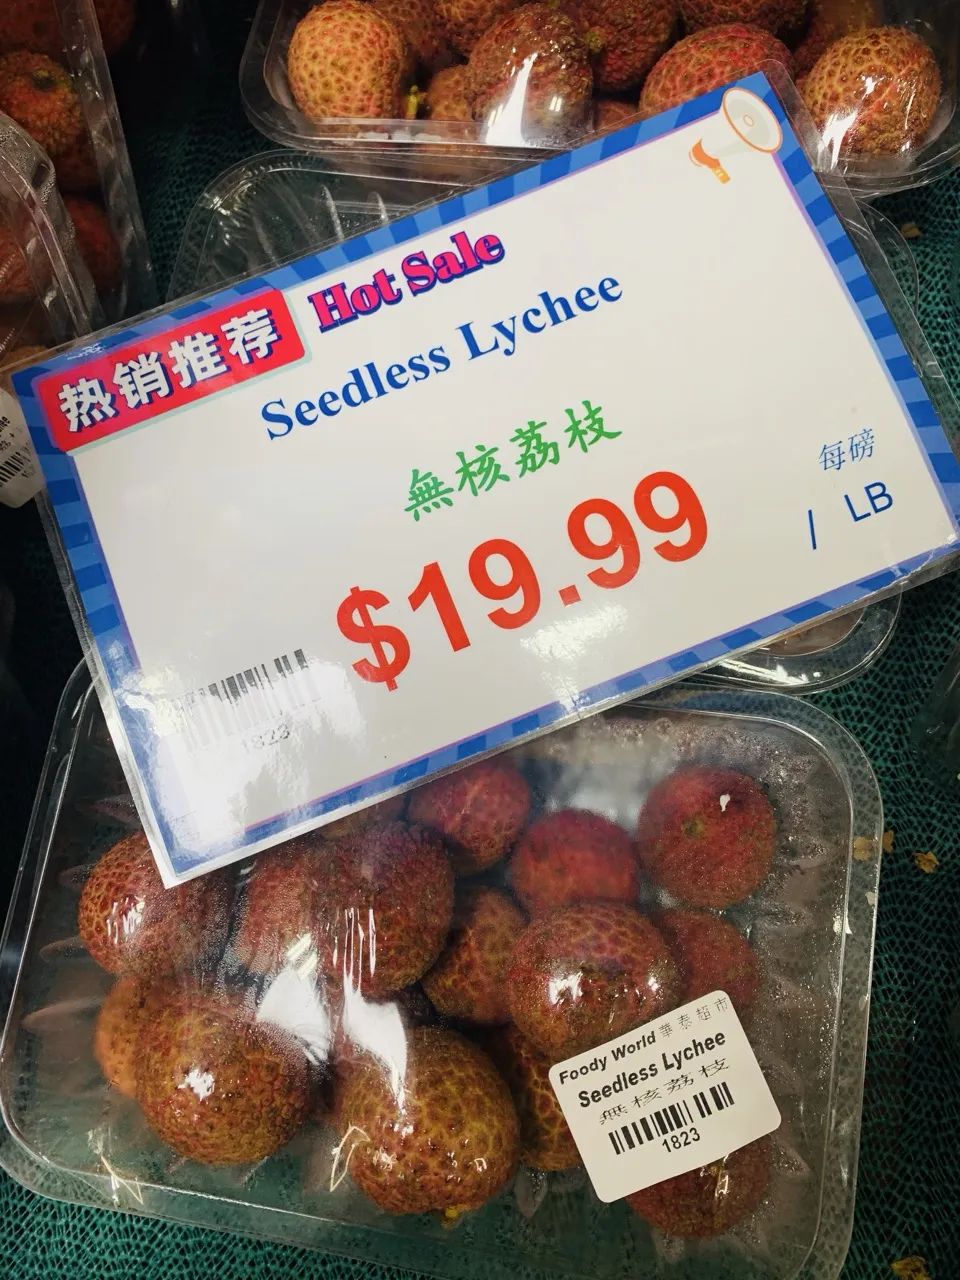 Hot Sale
热销推荐
Seedless Lychee
無核荔枝
每磅
$19.99 / LB
1823
Foody World 華泰超市
Seedless Lychee
無核荔枝
1823